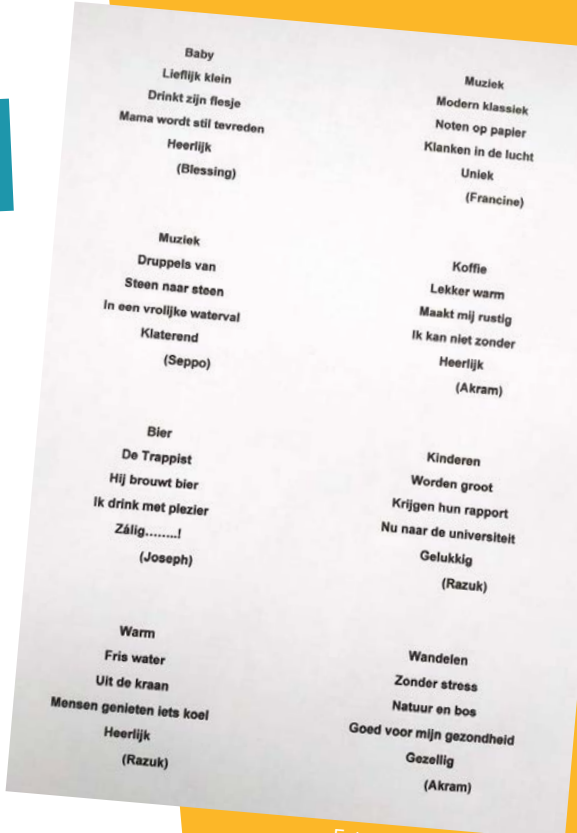 Baby
Lieflijk klein
Drinkt zijn flesje
Mama wordt stil tevreden
Heerlijk
(Blessing)
Muziek
Druppels van
Steen naar steen
In een vrolijke waterval
Klaterend
(Seppo)
Bier
De Trappist
Hij brouwt bier
Ik drink met plezier
Zálig........!
(Joseph)
Warm
Fris water
Uit de kraan
Mensen genieten iets koel
Heerlijk
(Razuk)
Muziek
Modern klassiek
Noten op papier
Klanken in de lucht
Uniek
(Francine)
Koffie
Lekker warm
Maakt mij rustig
Ik kan niet zonder
Heerlijk
(Akram)
Kinderen
Worden groot
Krijgen hun rapport
Nu naar de universiteit
Gelukkig
(Razuk)
Wandelen
Zonder stress
Natuur en bos
Goed voor mijn gezondheid
Gezellig
(Akram)